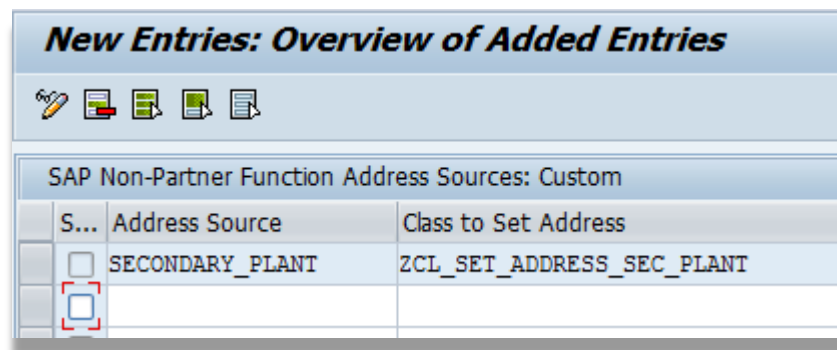 New Entries: Overview of Added Entries
SAP Non-Partner Function Address Sources: Custom
S... Address Source Class to Set Address
SECONDARY_PLANT ZCL_SET_ADDRESS_SEC_PLANT